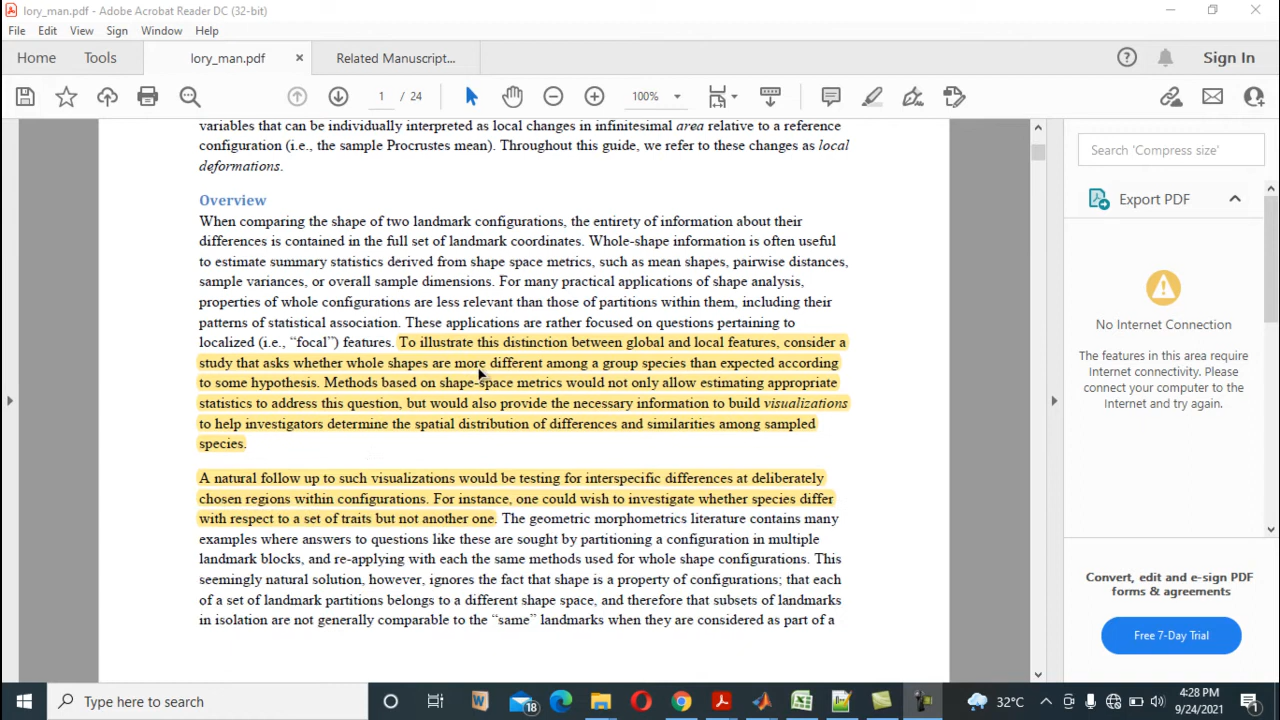 lory_man.pdf - Adobe Acrobat Reader DC (32-bit)
File Edit View Sign Window Help
Home Tools lory_man.pdf × Related Manuscript... Sign In
1 / 24 100%
variables that can be individually interpreted as local changes in infinitesimal area relative to a reference
configuration (i.e., the sample Procrustes mean). Throughout this guide, we refer to these changes as local
deformations.
Overview
When comparing the shape of two landmark configurations, the entirety of information about their
differences is contained in the full set of landmark coordinates. Whole-shape information is often useful
to estimate summary statistics derived from shape space metrics, such as mean shapes, pairwise distances,
sample variances, or overall sample dimensions. For many practical applications of shape analysis,
properties of whole configurations are less relevant than those of partitions within them, including their
patterns of statistical association. These applications are rather focused on questions pertaining to
localized (i.e., “focal”) features. To illustrate this distinction between global and local features, consider a
study that asks whether whole shapes are more different among a group species than expected according
to some hypothesis. Methods based on shape-space metrics would not only allow estimating appropriate
statistics to address this question, but would also provide the necessary information to build visualizations
to help investigators determine the spatial distribution of differences and similarities among sampled
species.
A natural follow up to such visualizations would be testing for interspecific differences at deliberately
chosen regions within configurations. For instance, one could wish to investigate whether species differ
with respect to a set of traits but not another one. The geometric morphometrics literature contains many
examples where answers to questions like these are sought by partitioning a configuration in multiple
landmark blocks, and re-applying with each the same methods used for whole shape configurations. This
seemingly natural solution, however, ignores the fact that shape is a property of configurations; that each
of a set of landmark partitions belongs to a different shape space, and therefore that subsets of landmarks
in isolation are not generally comparable to the “same” landmarks when they are considered as part of a
Search 'Compress size'
Export PDF
No Internet Connection
The features in this area require
Internet connectivity. Please
connect your computer to the
Internet and try again.
Convert, edit and e-sign PDF
forms & agreements
Free 7-Day Trial
Type here to search
18
32°C
4:28 PM
9/24/2021
1